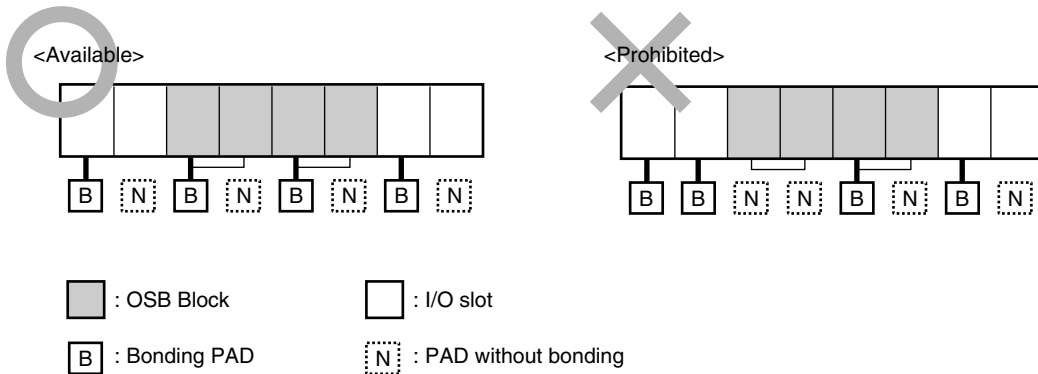 <Available>
<Prohibited>
B N B N B N B N
B B N N B N B N
: OSB Block
: I/O slot
B : Bonding PAD
N : PAD without bonding